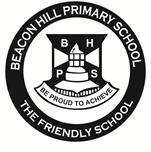 BEACON HILL PRIMARY SCHOOL
B H
P S
BE PROUD TO ACHIEVE
THE FRIENDLY SCHOOL